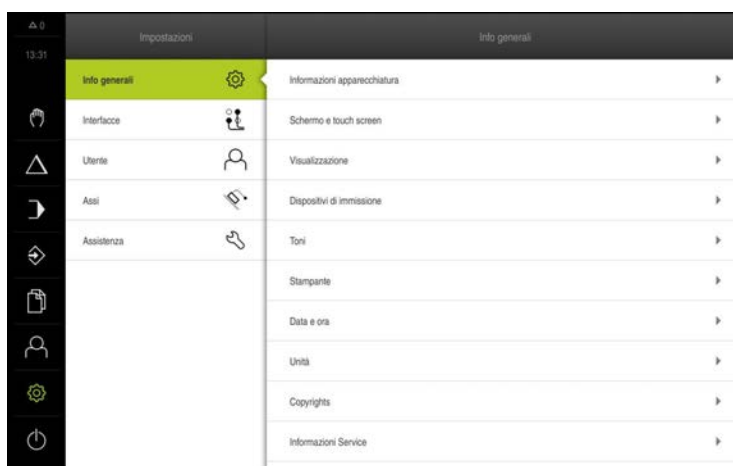 0
13:31
Impostazioni
Info generali
Info generali
Interfacce
Utente
Assi
Assistenza
Informazioni apparecchiatura
Schermo e touch screen
Visualizzazione
Dispositivi di immissione
Toni
Stampante
Data e ora
Unità
Copyrights
Informazioni Service